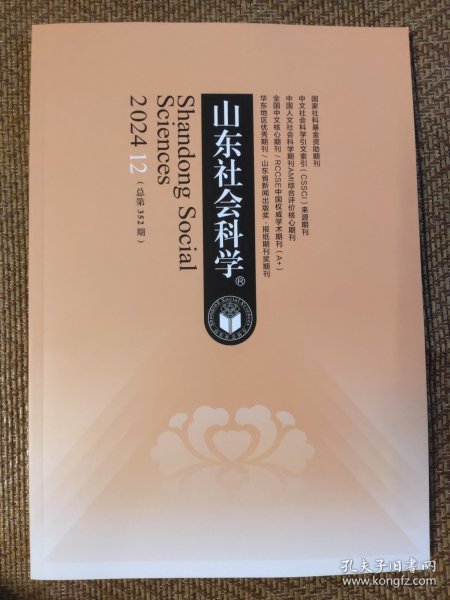 国家社科基金资助期刊
中文社会科学引文索引（CSSCI）来源期刊
中国人文社会科学期刊AMI综合评价核心期刊
全国中文核心期刊/RCCSE中国权威学术期刊（A+）
华东地区优秀期刊/山东省新闻出版奖·报纸期刊奖期刊
山东社会科学®
Shandong Social
Sciences
2024 12（总第352期）
Shandong Social Sciences
孔夫子旧书网
www.kongfz.com